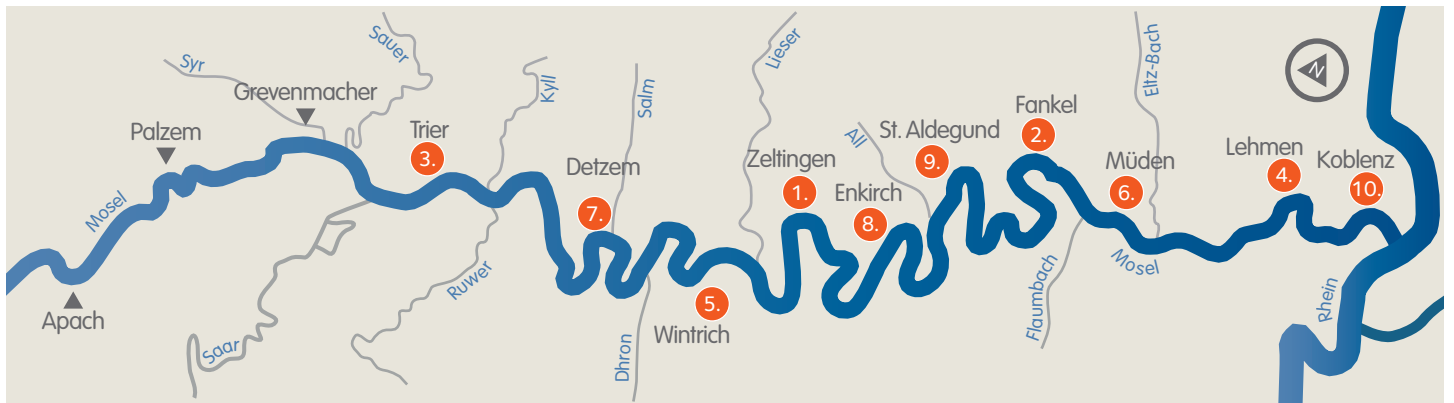 Syr
Sauer
Grevenmacher
Palzem
Mosel
Apach
Saar
Trier
3.
Kyll
Ruwer
Salm
Detzem
7.
Dhron
Wintrich
5.
Lieser
Zeltingen
1.
Enkirch
8.
All
St. Aldegund
9.
Fankel
2.
Flaumbach
Eltz-Bach
Müden
6.
Mosel
Lehmen
4.
Koblenz
10.
Rhein
N